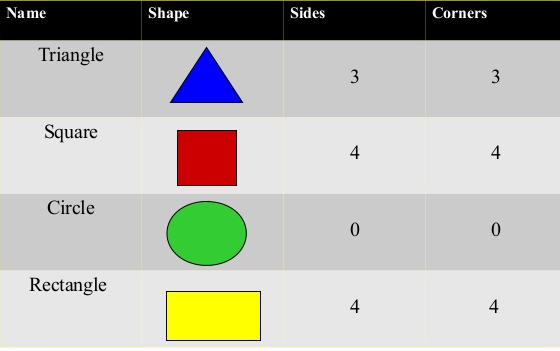 Name Shape Sides Corners
Triangle 3 3
Square 4 4
Circle 0 0
Rectangle 4 4